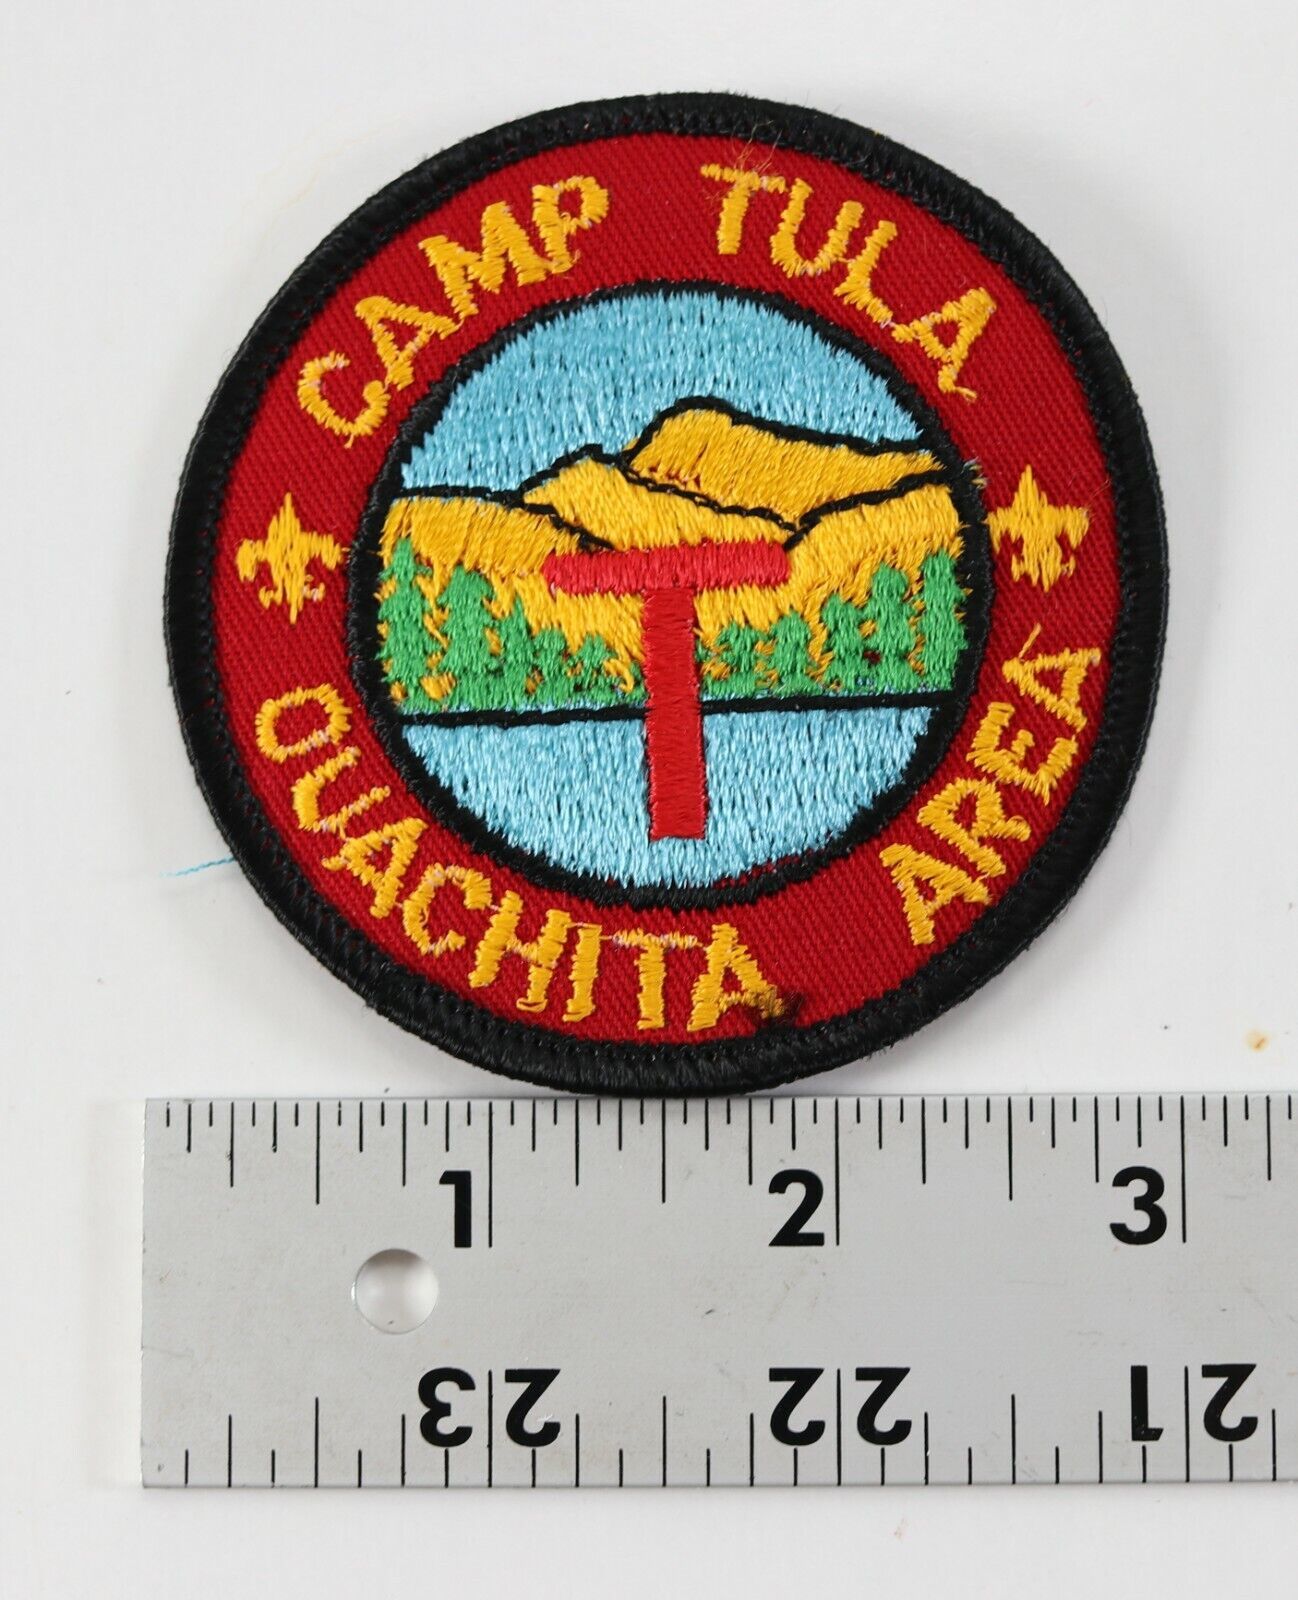 CAMP TULA
OUACHITA AREA
1 2 3
23 22 21